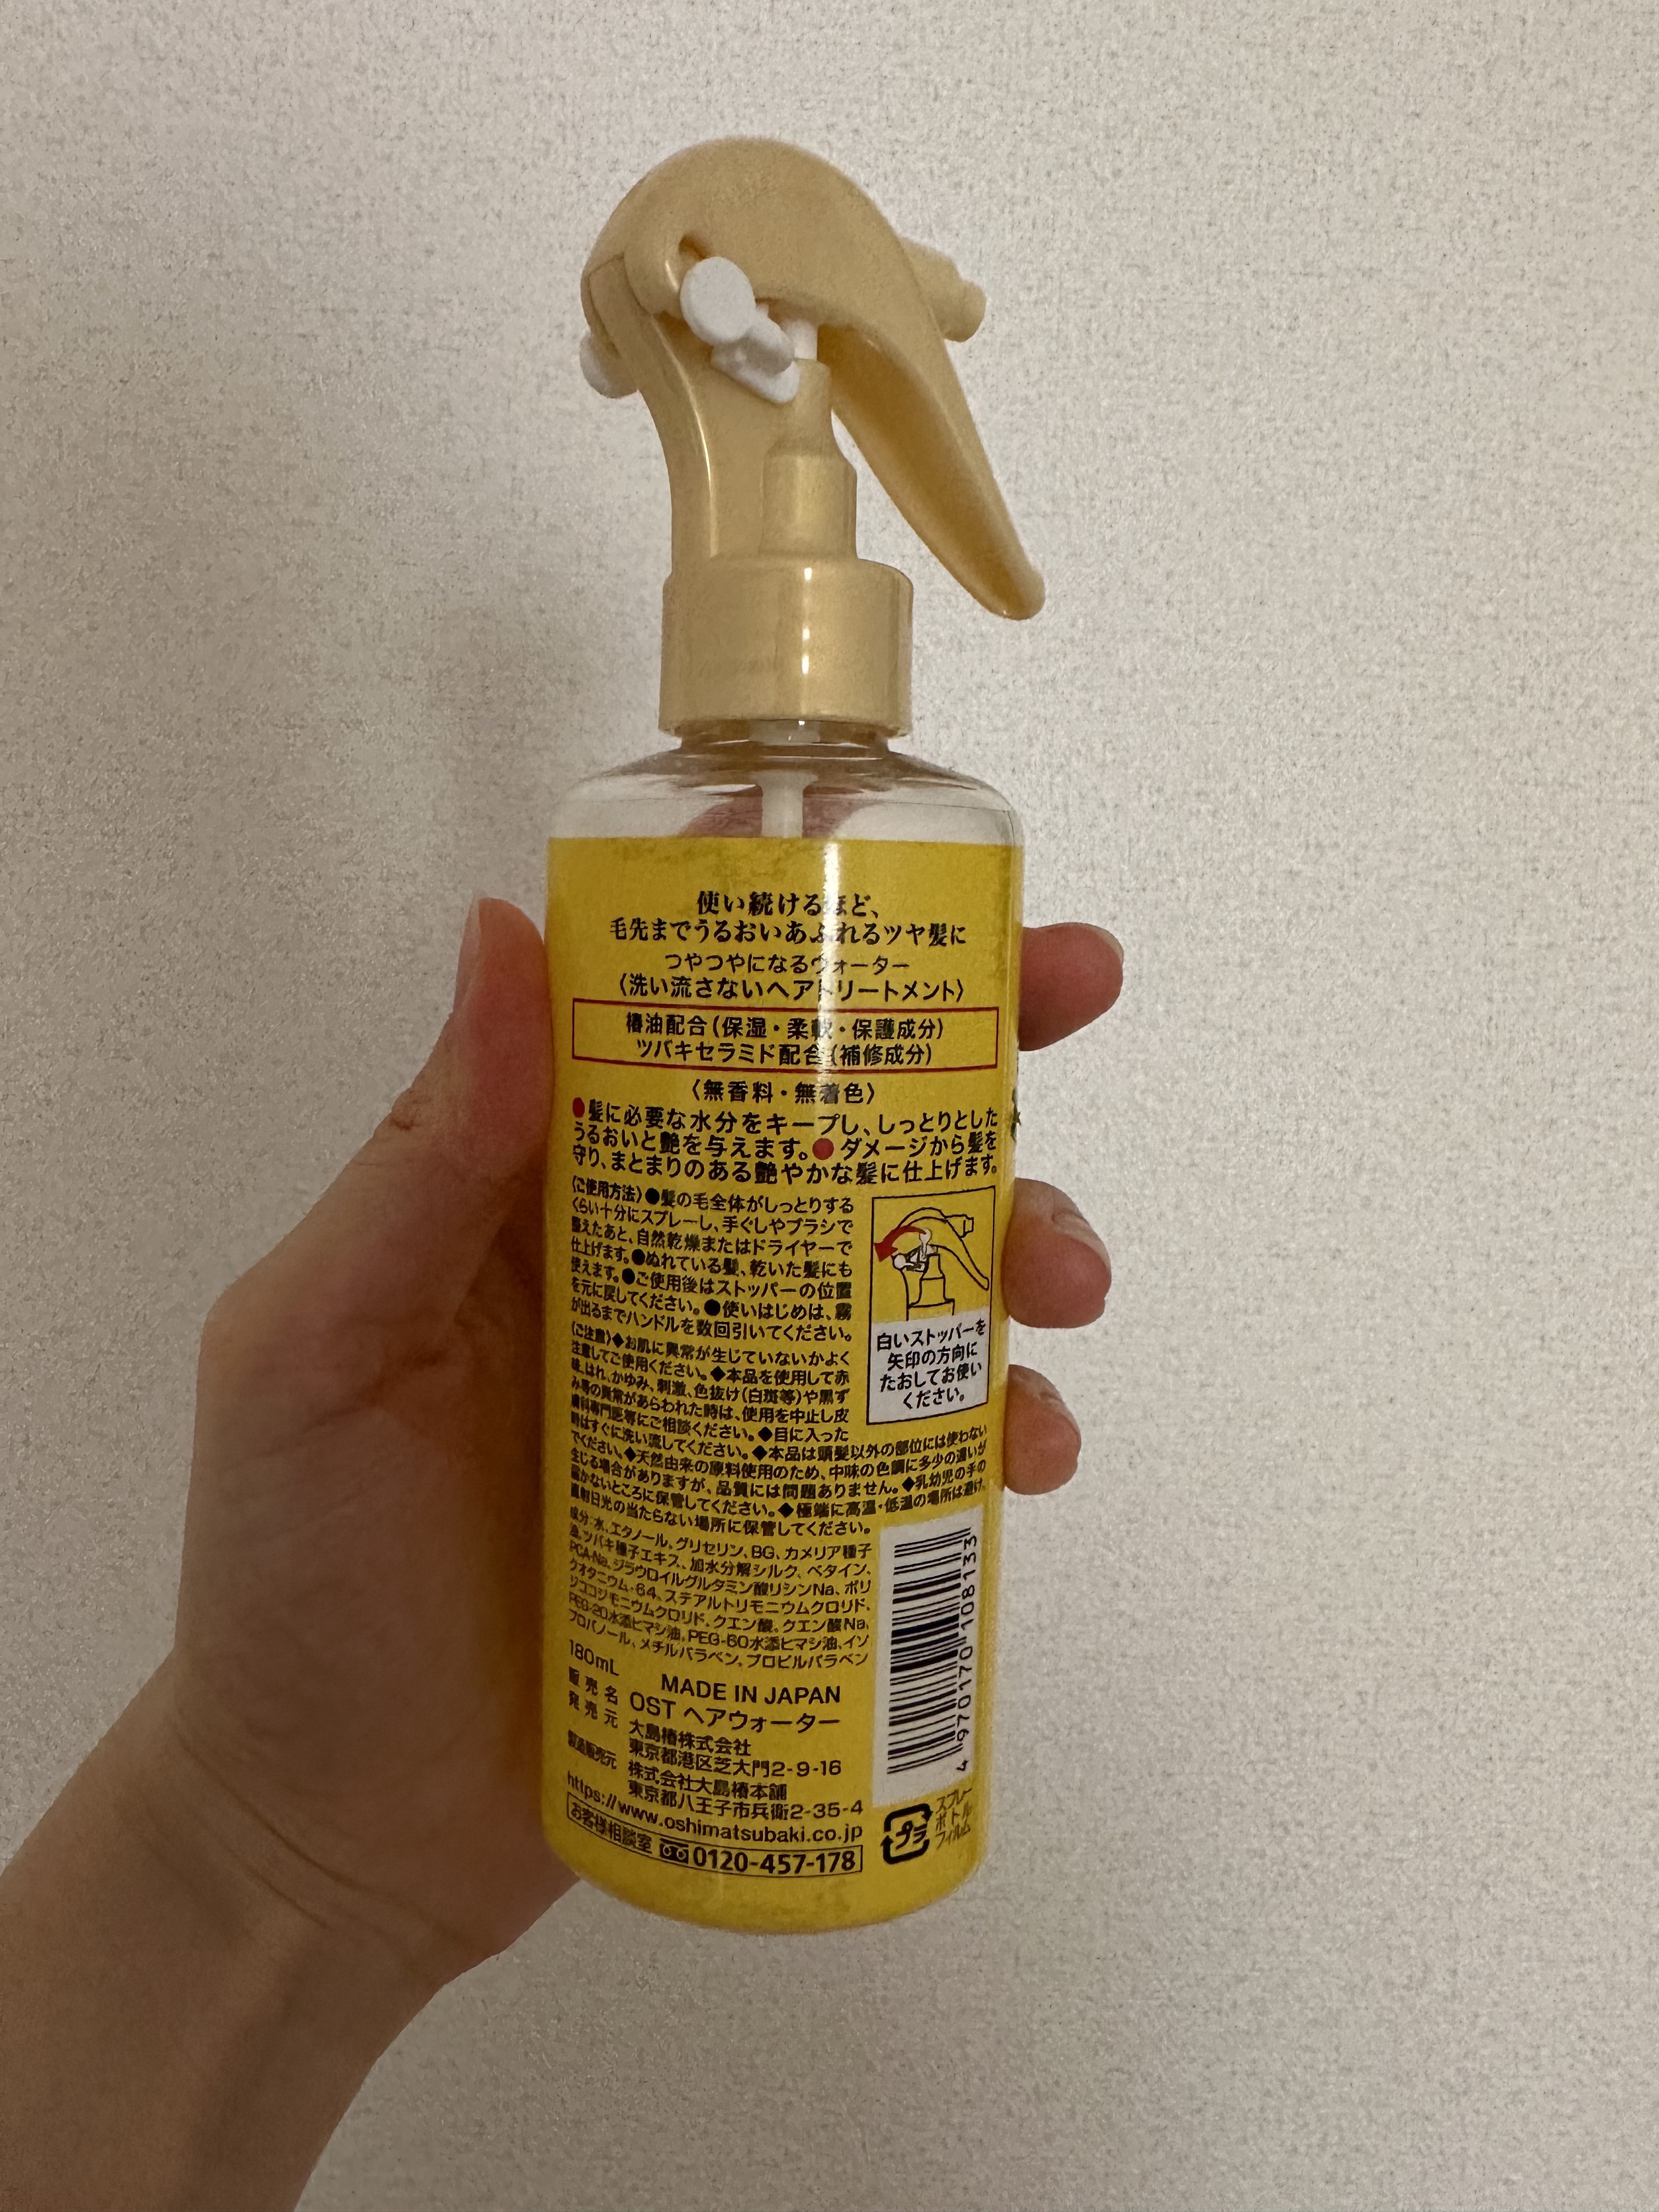 使い続けるほど、
毛先までうるおいあふれるツヤ髪に
つやつやになるウォーター
〈洗い流さないヘアトリートメント〉
椿油配合(保湿・柔軟・保護成分)
ツバキセラミド配合(補修成分)
〈無香料・無着色〉
●髪に必要な水分をキープし、しっとりとした
うるおいと艶を与えます。●ダメージから髪を
守り、まとまりのある艶やかな髪に仕上げます。
〈ご使用方法〉●髪の毛全体がしっとりする
くらい十分にスプレーし、手ぐしやブラシで
整えたあと、自然乾燥またはドライヤーで
仕上げます。●ぬれている髪、乾いた髪にも
使えます。●ご使用後はストッパーの位置
を元に戻してください。●使いはじめは、霧
が出るまでハンドルを数回引いてください。
白いストッパーを
矢印の方向に
たおしてお使い
ください。
〈ご注意〉◆お肌に異常が生じていないかよく
注意してご使用ください。◆本品を使用して赤
味、はれ、かゆみ、刺激、色抜け(白斑等)や黒ず
み等の異常があらわれた時は、使用を中止し皮
膚科専門医等にご相談ください。◆目に入った
時はすぐに洗い流してください。◆本品は頭髪以外の部位には使わない
でください。◆天然由来の原料使用のため、中味の色調に多少の違いが
生じる場合がありますが、品質には問題ありません。◆乳幼児の手の
届かないところに保管してください。◆極端に高温・低温の場所は避け、
直射日光の当たらない場所に保管してください。
成分:水、エタノール、グリセリン、BG、カメリア種子
油、ツバキ種子エキス、加水分解シルク、ベタイン、
PCA-Na、ジラウロイルグルタミン酸リシンNa、ポリ
クオタニウム-64、ステアルトリモニウムクロリド、
ジココジモニウムクロリド、クエン酸、クエン酸Na、
PEG-20水添ヒマシ油、PEG-60水添ヒマシ油、イソ
プロパノール、メチルパラベン、プロピルパラベン
180mL MADE IN JAPAN
販売名 OST ヘアウォーター
発売元 大島椿株式会社
東京都港区芝大門2-9-16
製造販売元 株式会社大島椿本舗
東京都八王子市兵衛2-35-4
https://www.oshimatsubaki.co.jp
お客様相談室 0120-457-178
4 970170 108133
プラ
スプレー
ボトル
フィルム